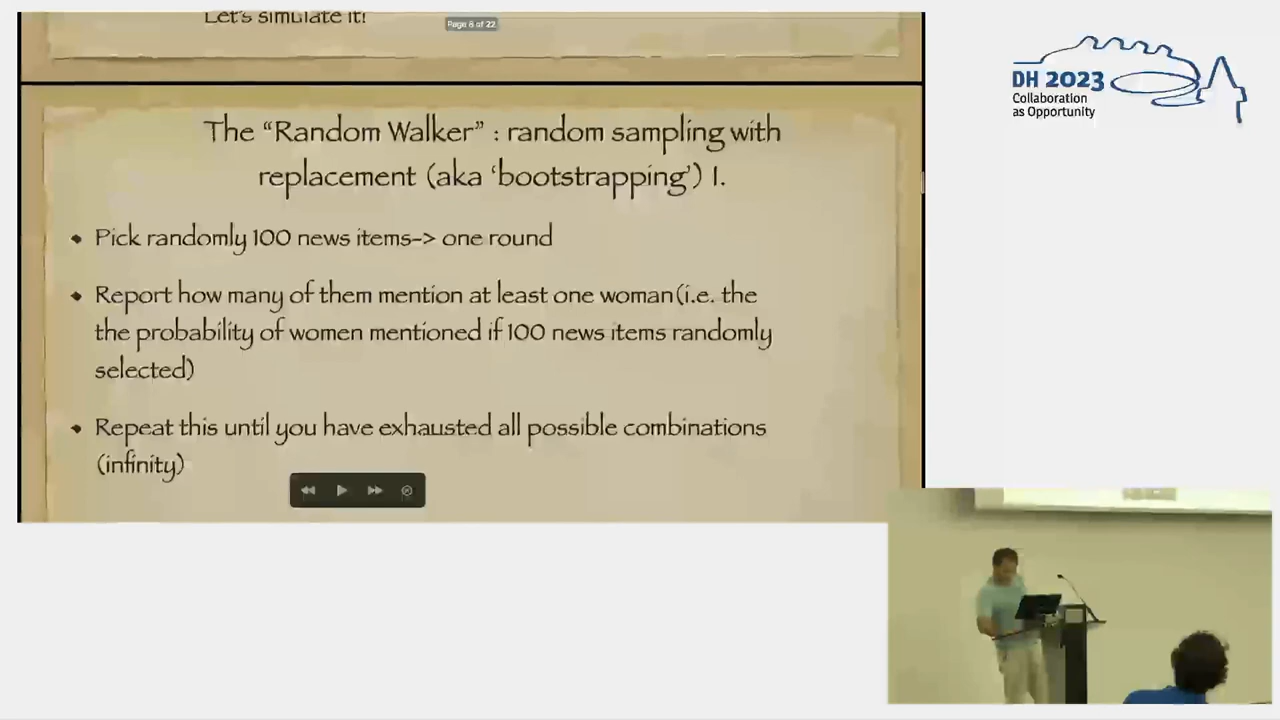 Let's simulate it!
Page 6 of 22
The “Random Walker” : random sampling with
replacement (aka ‘bootstrapping’) I.
• Pick randomly 100 news items-> one round
• Report how many of them mention at least one woman(i.e. the
the probability of women mentioned if 100 news items randomly
selected)
• Repeat this until you have exhausted all possible combinations
(infinity)
DH 2023
Collaboration
as Opportunity